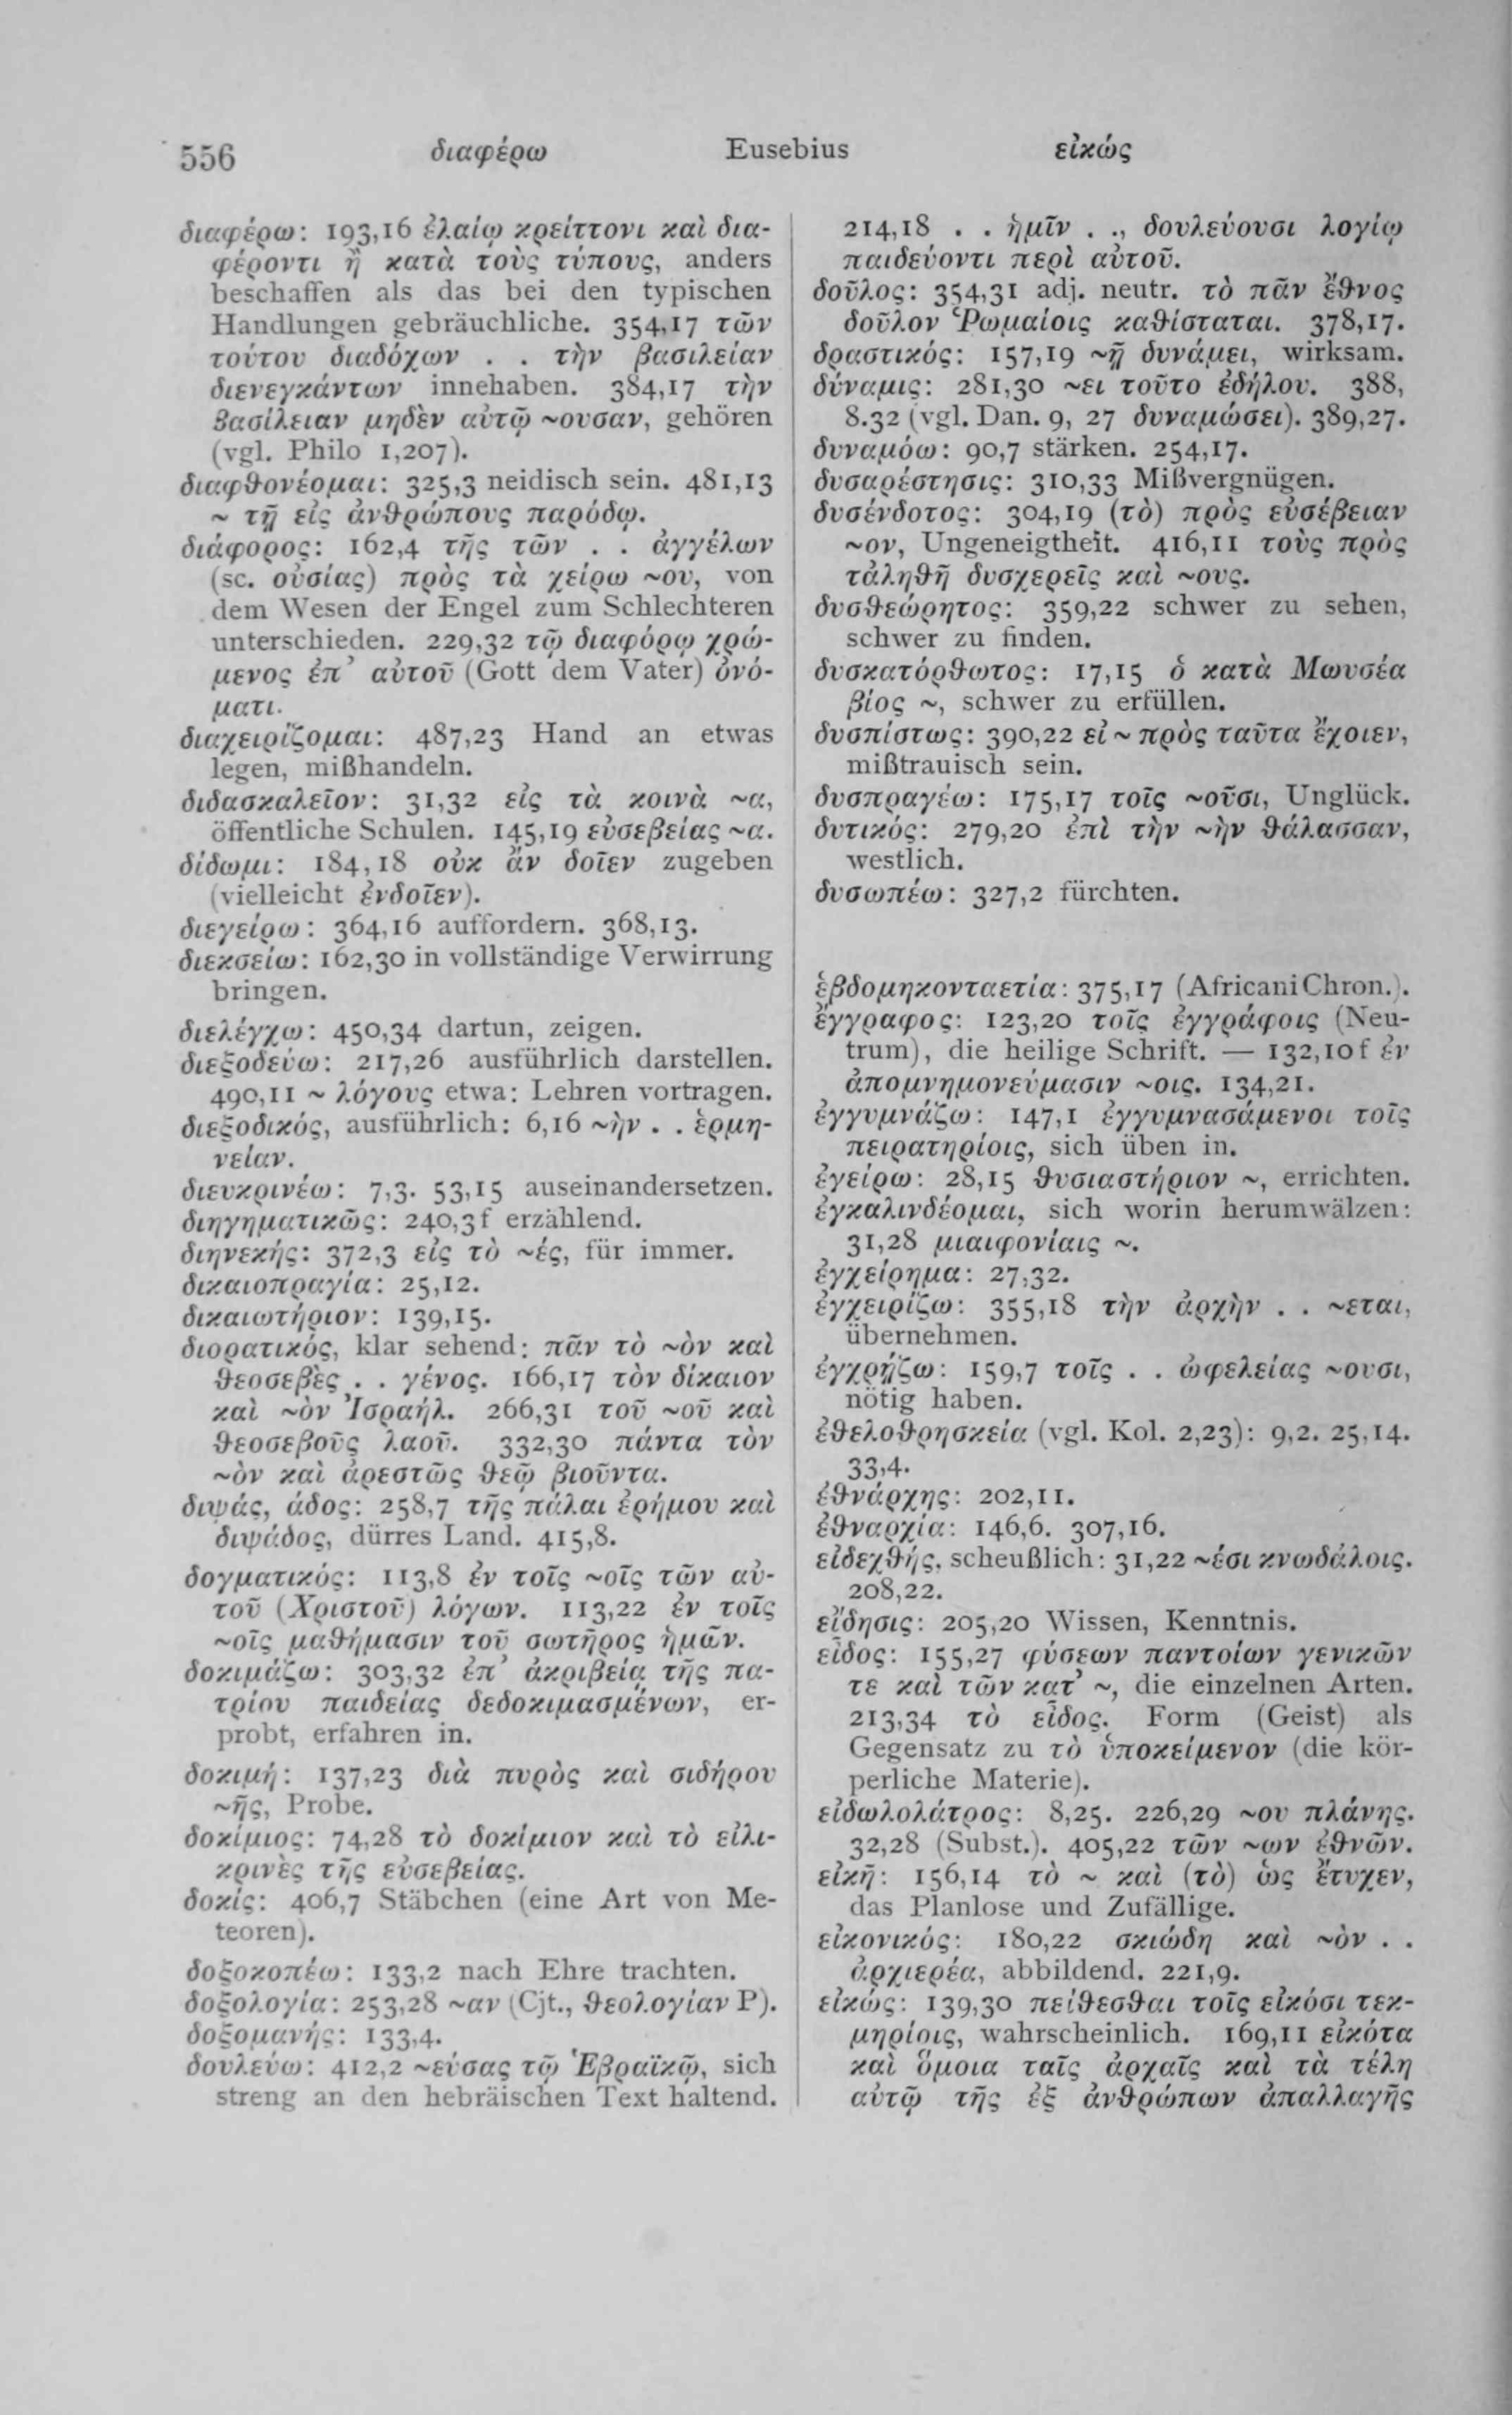 556 διαφέρω Eusebius εἰκώς
διαφέρω: 193,16 ἐλαίῳ κρείττονι καὶ δια-
φέροντι ἢ κατὰ τοὺς τύπους, anders
beschaffen als das bei den typischen
Handlungen gebräuchliche. 354,17 τῶν
τούτου διαδόχων . . τὴν βασιλείαν
διενεγκάντων innehaben. 384,17 τὴν
βασίλειαν μηδὲν αὐτῷ ~ουσαν, gehören
(vgl. Philo 1,207).
διαφθονέομαι: 325,3 neidisch sein. 481,13
~ τῇ εἰς ἀνθρώπους παρόδῳ.
διάφορος: 162,4 τῆς τῶν . . ἀγγέλων
(sc. οὐσίας) πρὸς τὰ χείρω ~ου, von
dem Wesen der Engel zum Schlechteren
unterschieden. 229,32 τῷ διαφόρῳ χρώ-
μενος ἐπ’ αὐτοῦ (Gott dem Vater) ὀνό-
ματι.
διαχειρίζομαι: 487,23 Hand an etwas
legen, mißhandeln.
διδασκαλεῖον: 31,32 εἰς τὰ κοινὰ ~α,
öffentliche Schulen. 145,19 εὐσεβείας ~α.
δίδωμι: 184,18 οὐκ ἂν δοῖεν zugeben
(vielleicht ἐνδοῖεν).
διεγείρω: 364,16 auffordern. 368,13.
διεκσείω: 162,30 in vollständige Verwirrung
bringen.
διελέγχω: 450,34 dartun, zeigen.
διεξοδεύω: 217,26 ausführlich darstellen.
490,11 ~ λόγους etwa: Lehren vortragen.
διεξοδικός, ausführlich: 6,16 ~ὴν . . ἑρμη-
νείαν.
διευκρινέω: 7,3. 53,15 auseinandersetzen.
διηγηματικῶς: 240,3f erzählend.
διηνεκής: 372,3 εἰς τὸ ~ές, für immer.
δικαιοπραγία: 25,12.
δικαιωτήριον: 139,15.
διορατικός, klar sehend: πᾶν τὸ ~ὸν καὶ
θεοσεβὲς . . γένος. 166,17 τὸν δίκαιον
καὶ ~ὸν Ἰσραήλ. 266,31 τοῦ ~οῦ καὶ
θεοσεβοῦς λαοῦ. 332,30 πάντα τὸν
~ὸν καὶ ἀρεστῶς θεῷ βιοῦντα.
διψάς, άδος: 258,7 τῆς πάλαι ἐρήμου καὶ
διψάδος, dürres Land. 415,8.
δογματικός: 113,8 ἐν τοῖς ~οῖς τῶν αὐ-
τοῦ (Χριστοῦ) λόγων. 113,22 ἐν τοῖς
~οῖς μαθήμασιν τοῦ σωτῆρος ἡμῶν.
δοκιμάζω: 303,32 ἐπ’ ἀκριβείᾳ τῆς πα-
τρίου παιδείας δεδοκιμασμένων, er-
probt, erfahren in.
δοκιμή: 137,23 διὰ πυρὸς καὶ σιδήρου
~ῆς, Probe.
δοκίμιος: 74,28 τὸ δοκίμιον καὶ τὸ εἰλι-
κρινὲς τῆς εὐσεβείας.
δοκίς: 406,7 Stäbchen (eine Art von Me-
teoren).
δοξοκοπέω: 133,2 nach Ehre trachten.
δοξολογία: 253,28 ~αν (Cjt., θεολογίαν P).
δοξομανής: 133,4.
δουλεύω: 412,2 ~εύσας τῷ Ἑβραϊκῷ, sich
streng an den hebräischen Text haltend.
214,18 . . ἡμῖν . ., δουλεύουσι λογίῳ
παιδεύοντι περὶ αὐτοῦ.
δοῦλος: 354,31 adj. neutr. τὸ πᾶν ἔθνος
δοῦλον Ῥωμαίοις καθίσταται. 378,17.
δραστικός: 157,19 ~ῇ δυνάμει, wirksam.
δύναμις: 281,30 ~ει τοῦτο ἐδήλου. 388,
8.32 (vgl. Dan. 9, 27 δυναμώσει). 389,27.
δυναμόω: 90,7 stärken. 254,17.
δυσαρέστησις: 310,33 Mißvergnügen.
δυσένδοτος: 304,19 (τὸ) πρὸς εὐσέβειαν
~ον, Ungeneigtheit. 416,11 τοὺς πρὸς
τἀληθῆ δυσχερεῖς καὶ ~ους.
δυσθεώρητος: 359,22 schwer zu sehen,
schwer zu finden.
δυσκατόρθωτος: 17,15 ὁ κατὰ Μωυσέα
βίος ~, schwer zu erfüllen.
δυσπίστως: 390,22 εἰ ~ πρὸς ταῦτα ἔχοιεν,
mißtrauisch sein.
δυσπραγέω: 175,17 τοῖς ~οῦσι, Unglück.
δυτικός: 279,20 ἐπὶ τὴν ~ὴν θάλασσαν,
westlich.
δυσωπέω: 327,2 fürchten.
ἑβδομηκονταετία: 375,17 (Africani Chron.).
ἔγγραφος: 123,20 τοῖς ἐγγράφοις (Neu-
trum), die heilige Schrift. — 132,10f ἐν
ἀπομνημονεύμασιν ~οις. 134,21.
ἐγγυμνάζω: 147,1 ἐγγυμνασάμενοι τοῖς
πειρατηρίοις, sich üben in.
ἐγείρω: 28,15 θυσιαστήριον ~, errichten.
ἐγκαλινδέομαι, sich worin herumwälzen:
31,28 μιαιφονίαις ~.
ἐγχείρημα: 27,32.
ἐγχειρίζω: 355,18 τὴν ἀρχὴν . . ~εται,
übernehmen.
ἐγχρῄζω: 159,7 τοῖς . . ὠφελείας ~ουσι,
nötig haben.
ἐθελοθρησκεία (vgl. Kol. 2,23): 9,2. 25,14.
33,4.
ἐθνάρχης: 202,11.
ἐθναρχία: 146,6. 307,16.
εἰδεχθής, scheußlich: 31,22 ~έσι κνωδάλοις.
208,22.
εἴδησις: 205,20 Wissen, Kenntnis.
εἶδος: 155,27 φύσεων παντοίων γενικῶν
τε καὶ τῶν κατ’ ~, die einzelnen Arten.
213,34 τὸ εἶδος. Form (Geist) als
Gegensatz zu τὸ ὑποκείμενον (die kör-
perliche Materie).
εἰδωλολάτρος: 8,25. 226,29 ~ου πλάνης.
32,28 (Subst.). 405,22 τῶν ~ων ἐθνῶν.
εἰκῆ: 156,14 τὸ ~ καὶ (τὸ) ὡς ἔτυχεν,
das Planlose und Zufällige.
εἰκονικός: 180,22 σκιώδη καὶ ~ὸν . .
ἀρχιερέα, abbildend. 221,9.
εἰκώς: 139,30 πείθεσθαι τοῖς εἰκόσι τεκ-
μηρίοις, wahrscheinlich. 169,11 εἰκότα
καὶ ὅμοια ταῖς ἀρχαῖς καὶ τὰ τέλη
αὐτῷ τῆς ἐξ ἀνθρώπων ἀπαλλαγῆς